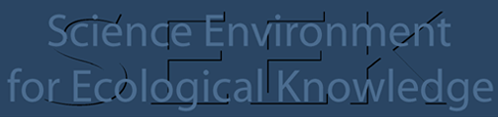 Science Environment
for Ecological Knowledge
SEEK